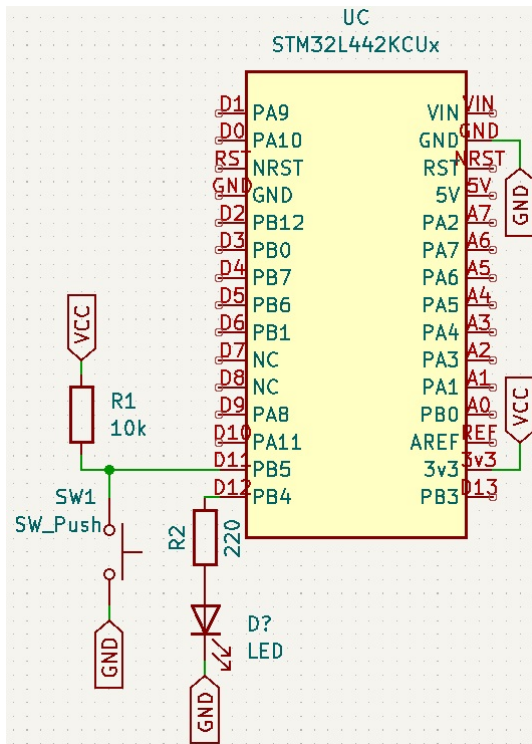 UC
STM32L442KCUx
D1 PA9 VIN VIN
D0 PA10 GND GND
RST NRST RST NRST
GND GND 5V 5V
D2 PB12 PA2 A7
D3 PB0 PA7 A6
D4 PB7 PA6 A5
D5 PB6 PA5 A4
D6 PB1 PA4 A3
D7 NC PA3 A2
D8 NC PA1 A1
D9 PA8 PB0 A0
D10 PA11 AREF REF
D11 PB5 3v3 3v3
D12 PB4 PB3 D13
GND
VCC
VCC
R1
10k
SW1
SW_Push
GND
R2
220
D?
LED
GND